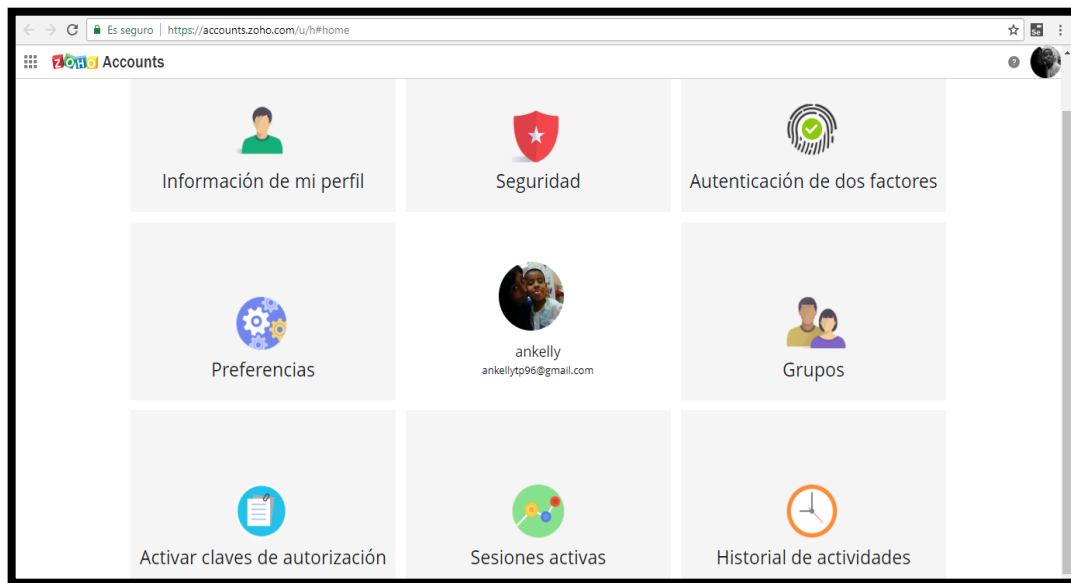 Es seguro | https://accounts.zoho.com/u/h#home
Se
ZOHO Accounts
?
Información de mi perfil
Seguridad
Autenticación de dos factores
Preferencias
ankelly
ankellytp96@gmail.com
Grupos
Activar claves de autorización
Sesiones activas
Historial de actividades